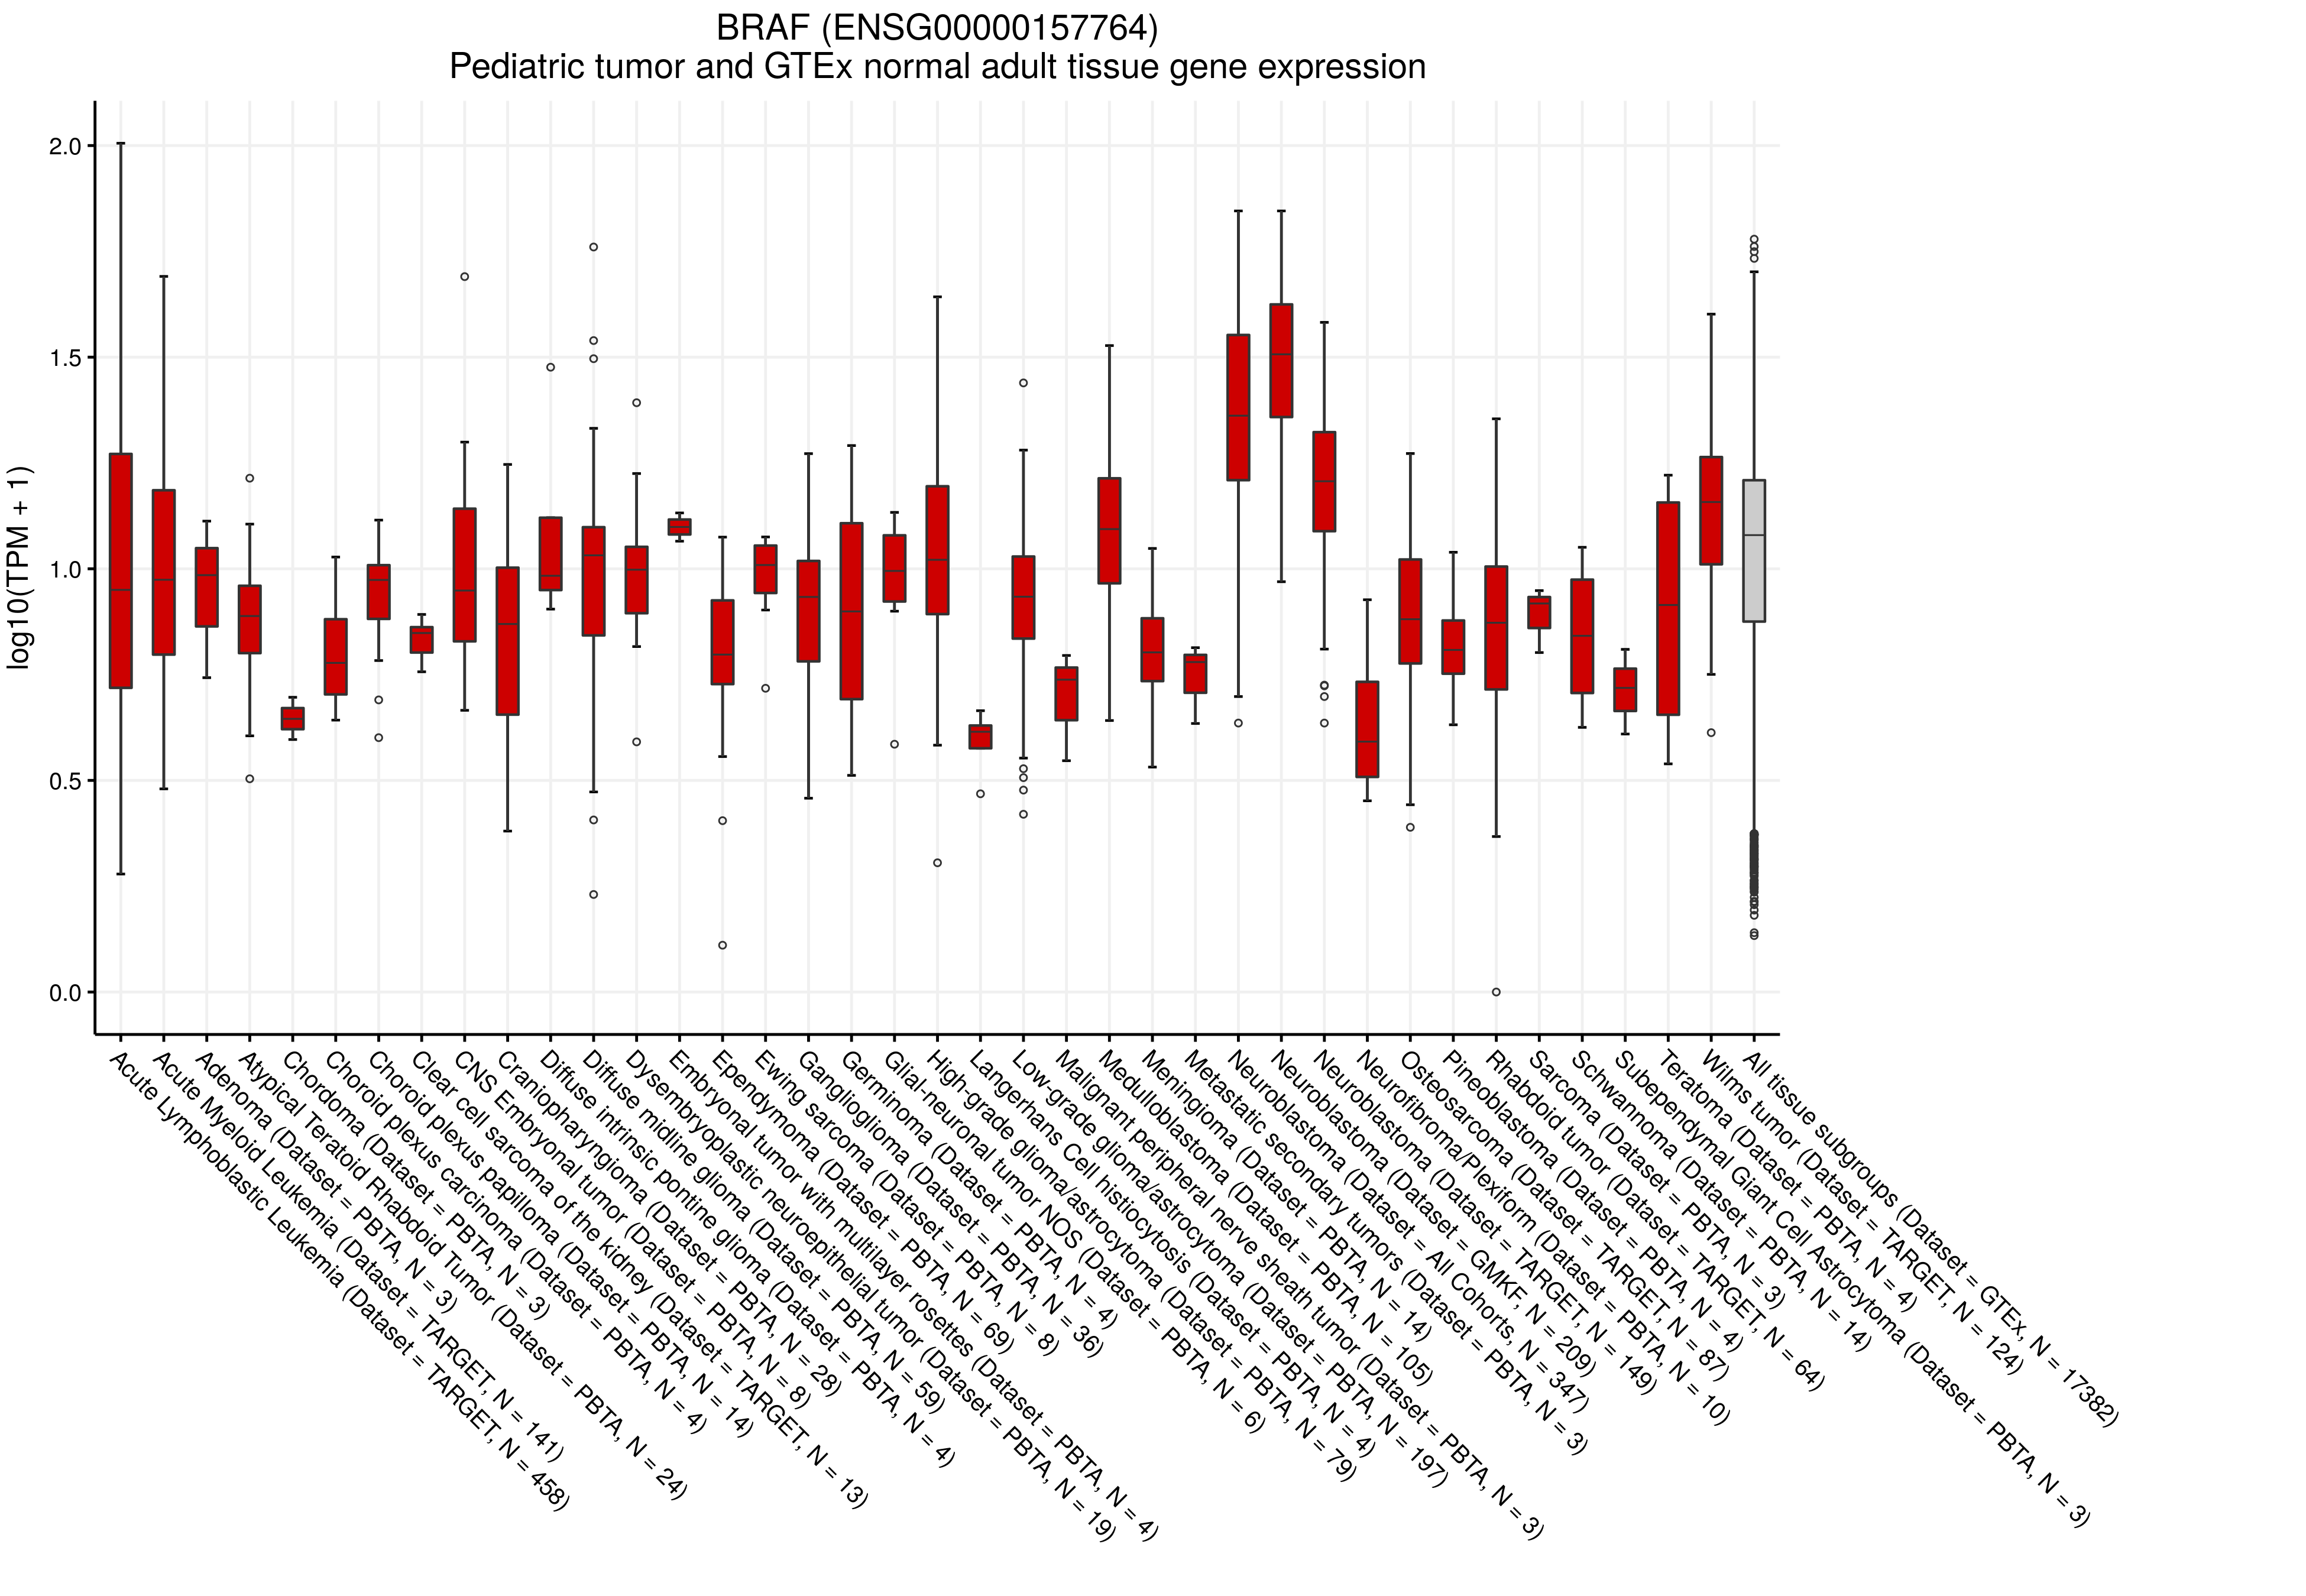 BRAF (ENSG00000157764)
Pediatric tumor and GTEx normal adult tissue gene expression
log10(TPM + 1)
2.0
1.5
1.0
0.5
0.0
Acute Lymphoblastic Leukemia (Dataset = TARGET, N = 458)
Acute Myeloid Leukemia (Dataset = TARGET, N = 141)
Adenoma (Dataset = PBTA, N = 3)
Atypical Teratoid Rhabdoid Tumor (Dataset = PBTA, N = 24)
Chordoma (Dataset = PBTA, N = 3)
Choroid plexus carcinoma (Dataset = PBTA, N = 4)
Choroid plexus papilloma (Dataset = PBTA, N = 14)
Clear cell sarcoma of the kidney (Dataset = TARGET, N = 13)
CNS Embryonal tumor (Dataset = PBTA, N = 8)
Craniopharyngioma (Dataset = PBTA, N = 28)
Diffuse intrinsic pontine glioma (Dataset = PBTA, N = 4)
Diffuse midline glioma (Dataset = PBTA, N = 59)
Dysembryoplastic neuroepithelial tumor (Dataset = PBTA, N = 19)
Embryonal tumor with multilayer rosettes (Dataset = PBTA, N = 4)
Ependymoma (Dataset = PBTA, N = 69)
Ewing sarcoma (Dataset = PBTA, N = 8)
Ganglioglioma (Dataset = PBTA, N = 36)
Germinoma (Dataset = PBTA, N = 4)
Glial-neuronal tumor NOS (Dataset = PBTA, N = 6)
High-grade glioma/astrocytoma (Dataset = PBTA, N = 79)
Langerhans Cell histiocytosis (Dataset = PBTA, N = 4)
Low-grade glioma/astrocytoma (Dataset = PBTA, N = 197)
Malignant peripheral nerve sheath tumor (Dataset = PBTA, N = 3)
Medulloblastoma (Dataset = PBTA, N = 105)
Meningioma (Dataset = PBTA, N = 14)
Metastatic secondary tumors (Dataset = PBTA, N = 3)
Neuroblastoma (Dataset = All Cohorts, N = 347)
Neuroblastoma (Dataset = GMKF, N = 209)
Neuroblastoma (Dataset = TARGET, N = 149)
Neurofibroma/Plexiform (Dataset = PBTA, N = 10)
Osteosarcoma (Dataset = TARGET, N = 87)
Pineoblastoma (Dataset = PBTA, N = 4)
Rhabdoid tumor (Dataset = TARGET, N = 64)
Sarcoma (Dataset = PBTA, N = 3)
Schwannoma (Dataset = PBTA, N = 14)
Subependymal Giant Cell Astrocytoma (Dataset = PBTA, N = 3)
Teratoma (Dataset = PBTA, N = 4)
Wilms tumor (Dataset = TARGET, N = 124)
All tissue subgroups (Dataset = GTEx, N = 17382)